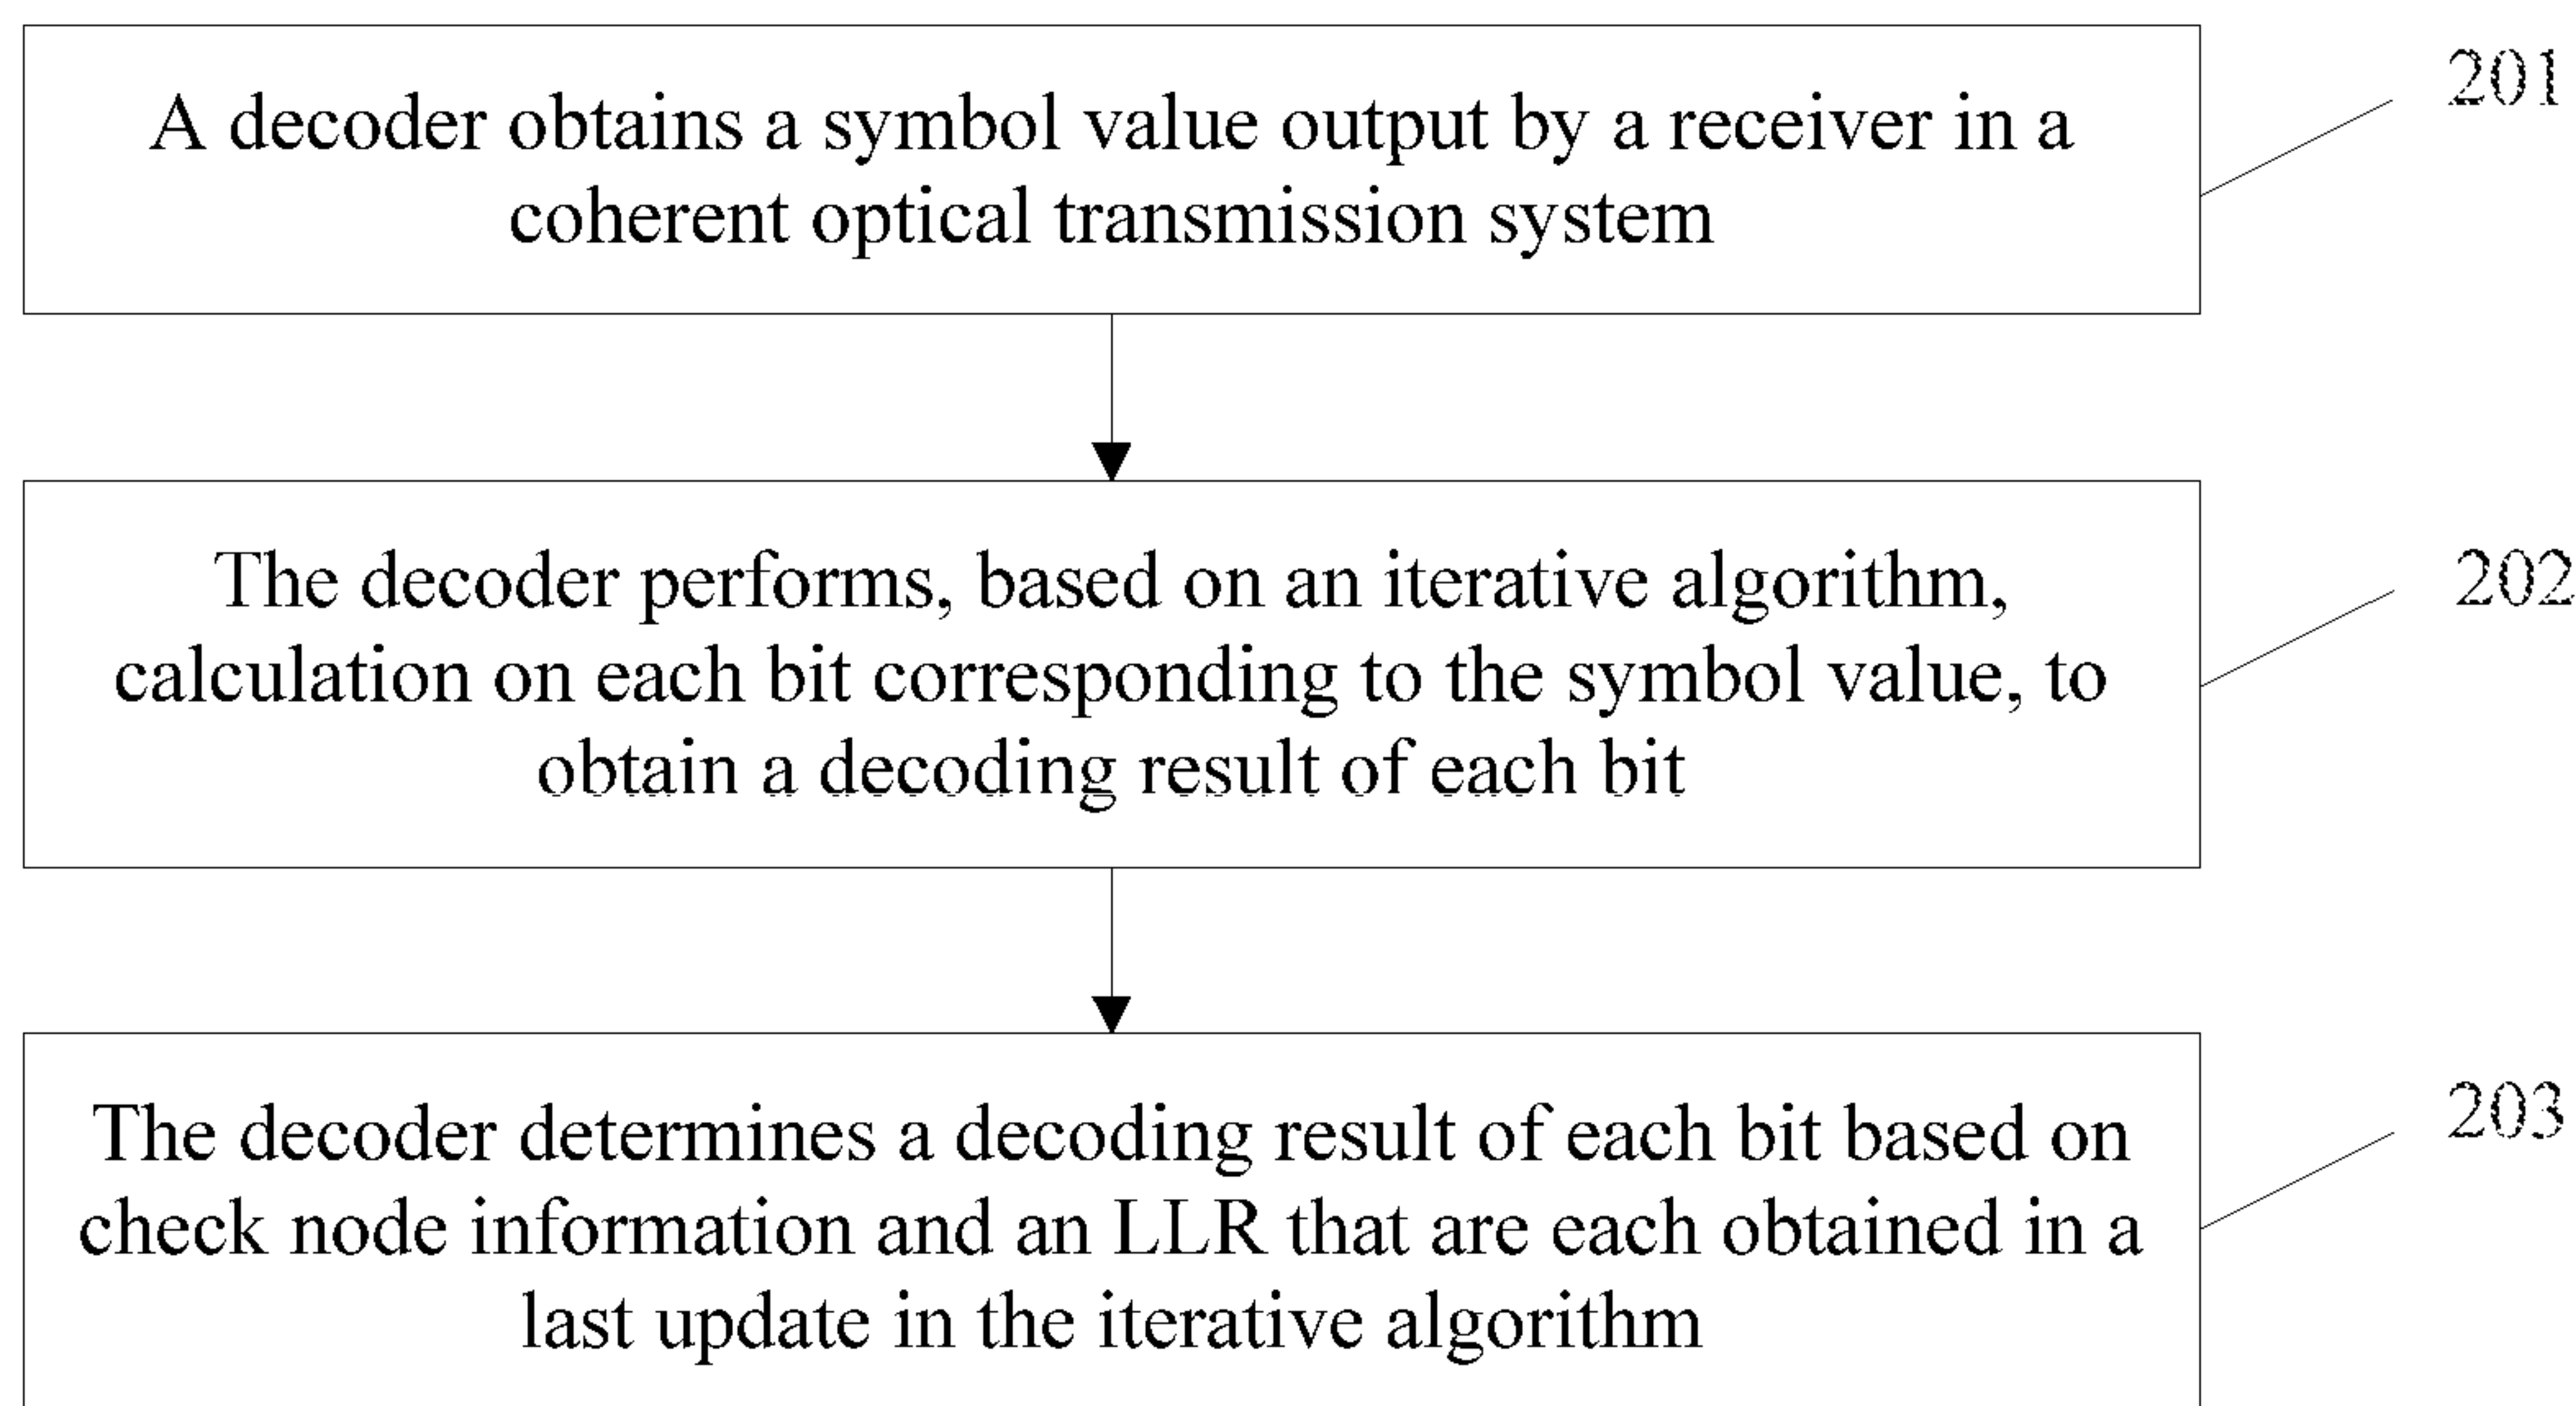 A decoder obtains a symbol value output by a receiver in a
coherent optical transmission system
201
The decoder performs, based on an iterative algorithm,
calculation on each bit corresponding to the symbol value, to
obtain a decoding result of each bit
202
The decoder determines a decoding result of each bit based on
check node information and an LLR that are each obtained in a
last update in the iterative algorithm
203